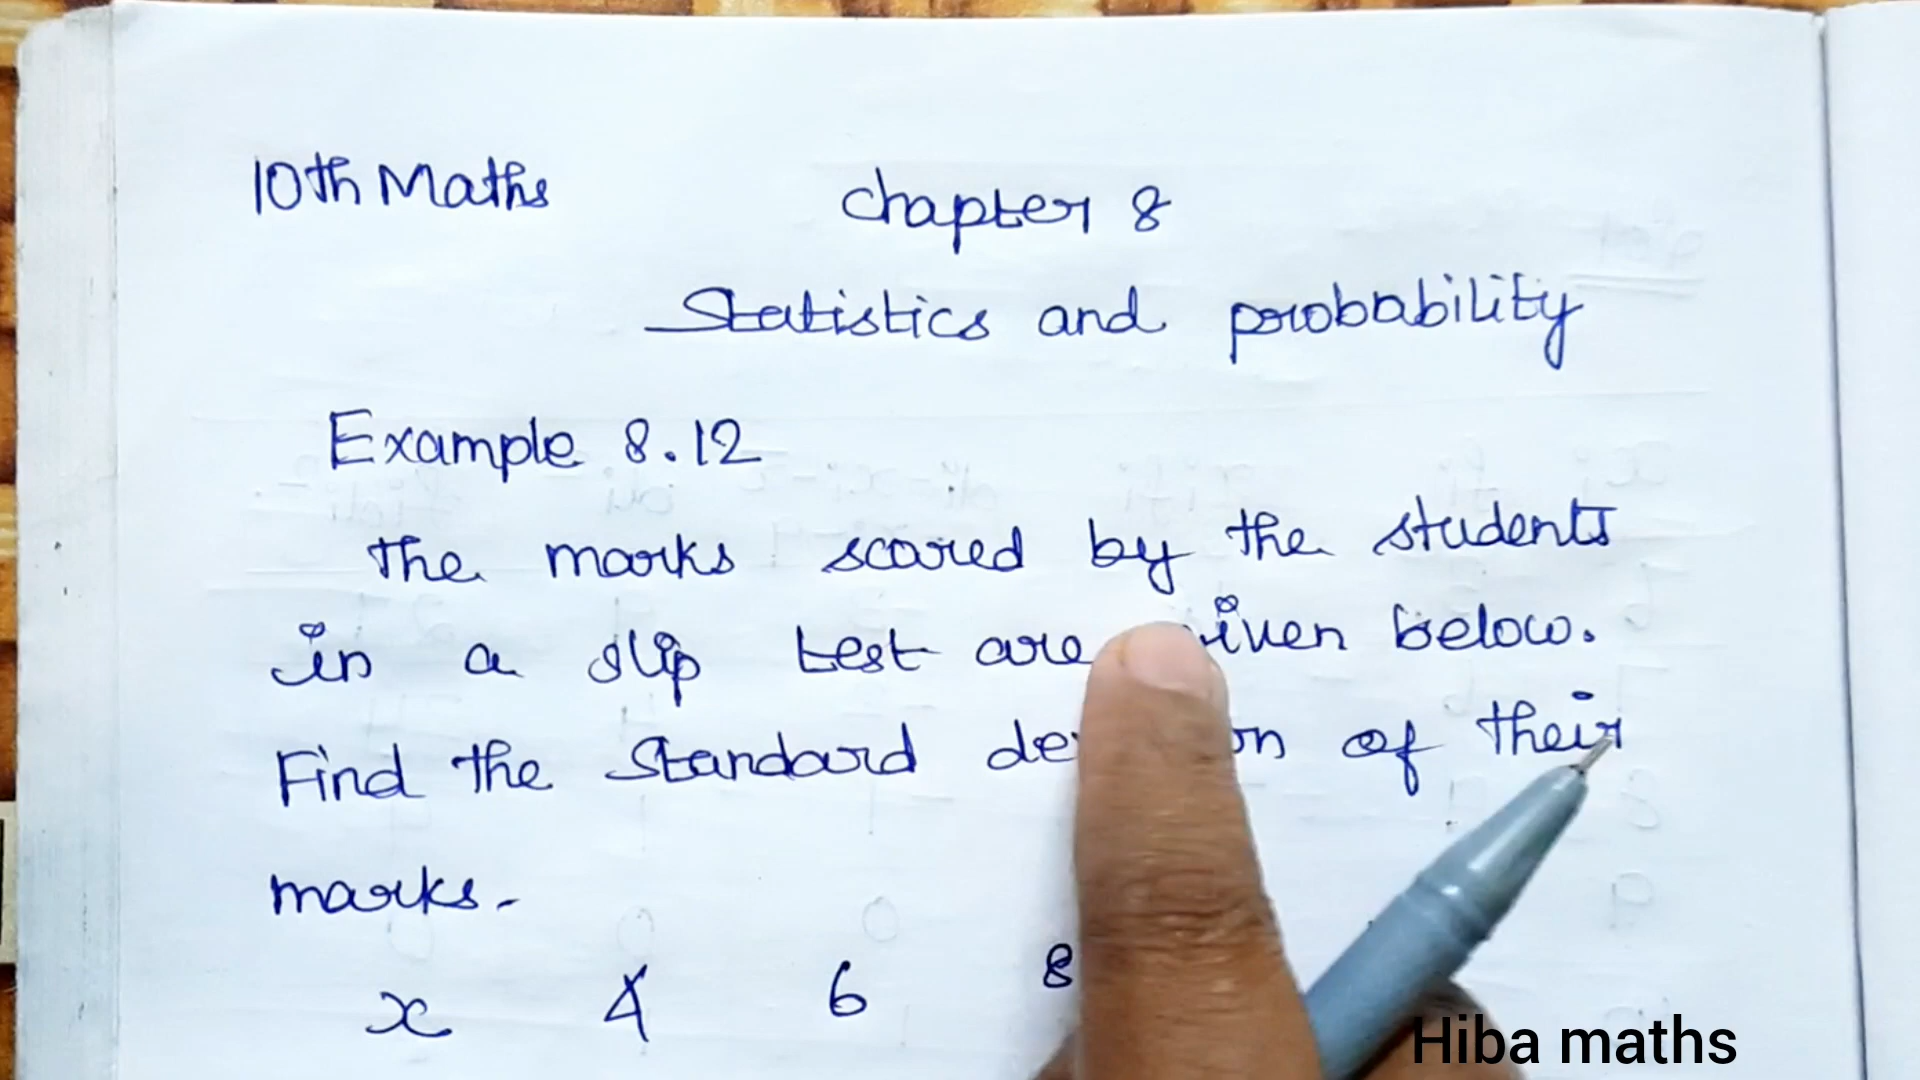 10th Maths
Chapter 8
Statistics and probability
Example 8.12
The marks scored by the students
in a slip test are given below.
Find the Standard of their
marks.
x 4 6 8
Hiba maths